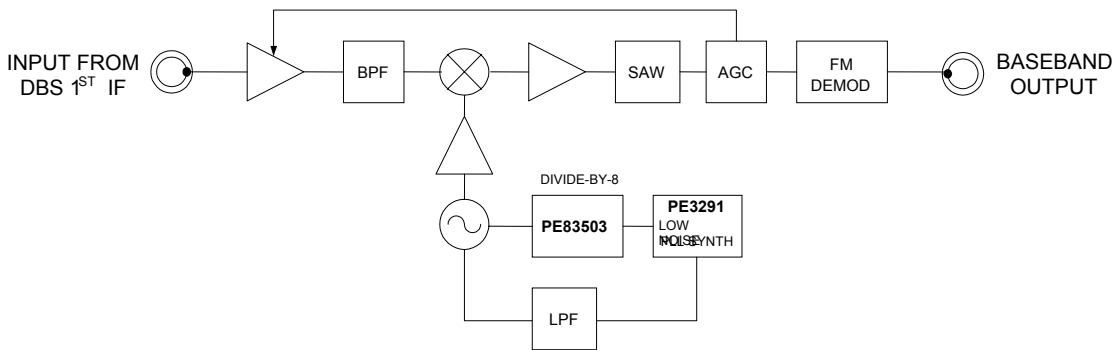 INPUT FROM
DBS 1ST IF
BPF
SAW
AGC
FM
DEMOD
BASEBAND
OUTPUT
DIVIDE-BY-8
PE83503
PE3291
LOW
NOISE
PLL SYNTH
LPF